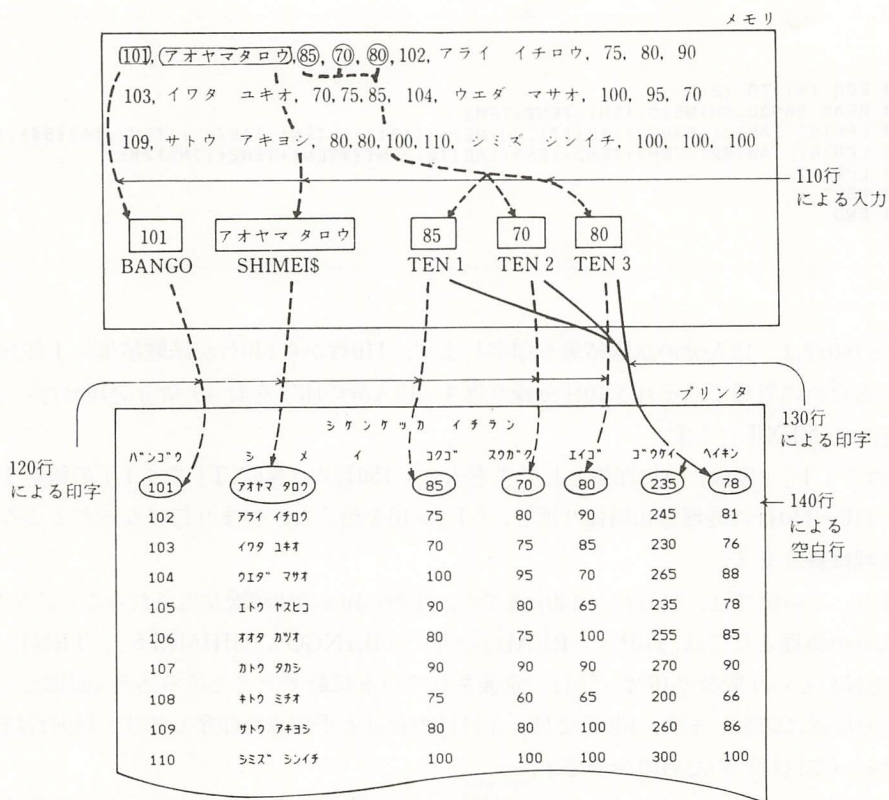 メモリ
101, アオヤマタロウ, 85, 70, 80, 102, アライ イチロウ, 75, 80, 90
103, イワタ ユキオ, 70, 75, 85, 104, ウエダ マサオ, 100, 95, 70
109, サトウ アキヨシ, 80, 80, 100, 110, シミズ シンイチ, 100, 100, 100
110行
による入力
101 アオヤマ タロウ 85 70 80
BANGO SHIMEI$ TEN 1 TEN 2 TEN 3
プリンタ
シケンケッカ イチラン
130行
による印字
120行
による印字
バンゴウ シ メ イ コクゴ スウガク エイゴ ゴウケイ ヘイキン
101 アオヤマ タロウ 85 70 80 235 78
102 アライ イチロウ 75 80 90 245 81
103 イワタ ユキオ 70 75 85 230 76
104 ウエダ マサオ 100 95 70 265 88
105 エトウ ヤスヒコ 90 80 65 235 78
106 オオタ カツオ 80 75 100 255 85
107 カトウ タカシ 90 90 90 270 90
108 キトウ ミチオ 75 60 65 200 66
109 サトウ アキヨシ 80 80 100 260 86
110 シミズ シンイチ 100 100 100 300 100
140行
による
空白行